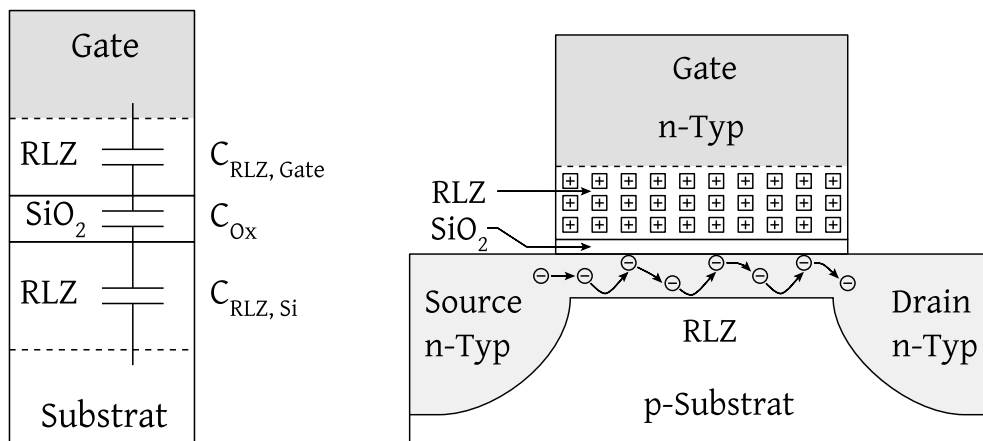 Gate
RLZ
C_RLZ, Gate
SiO₂
C_Ox
RLZ
C_RLZ, Si
Substrat
Gate
n-Typ
RLZ
SiO₂
+ + + + + + + + + +
+ + + + + + + + + +
+ + + + + + + + + +
− − − − − − − −
Source
n-Typ
RLZ
Drain
n-Typ
p-Substrat